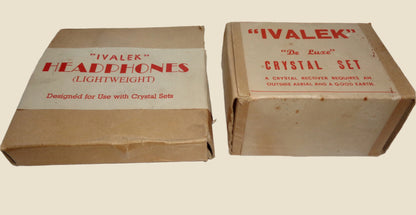 "IVALEK"
HEADPHONES
(LIGHTWEIGHT)
Designed for Use with Crystal Sets
"IVALEK"
"De Luxe"
CRYSTAL SET
A CRYSTAL RECEIVER REQUIRES AN
OUTSIDE AERIAL AND A GOOD EARTH.